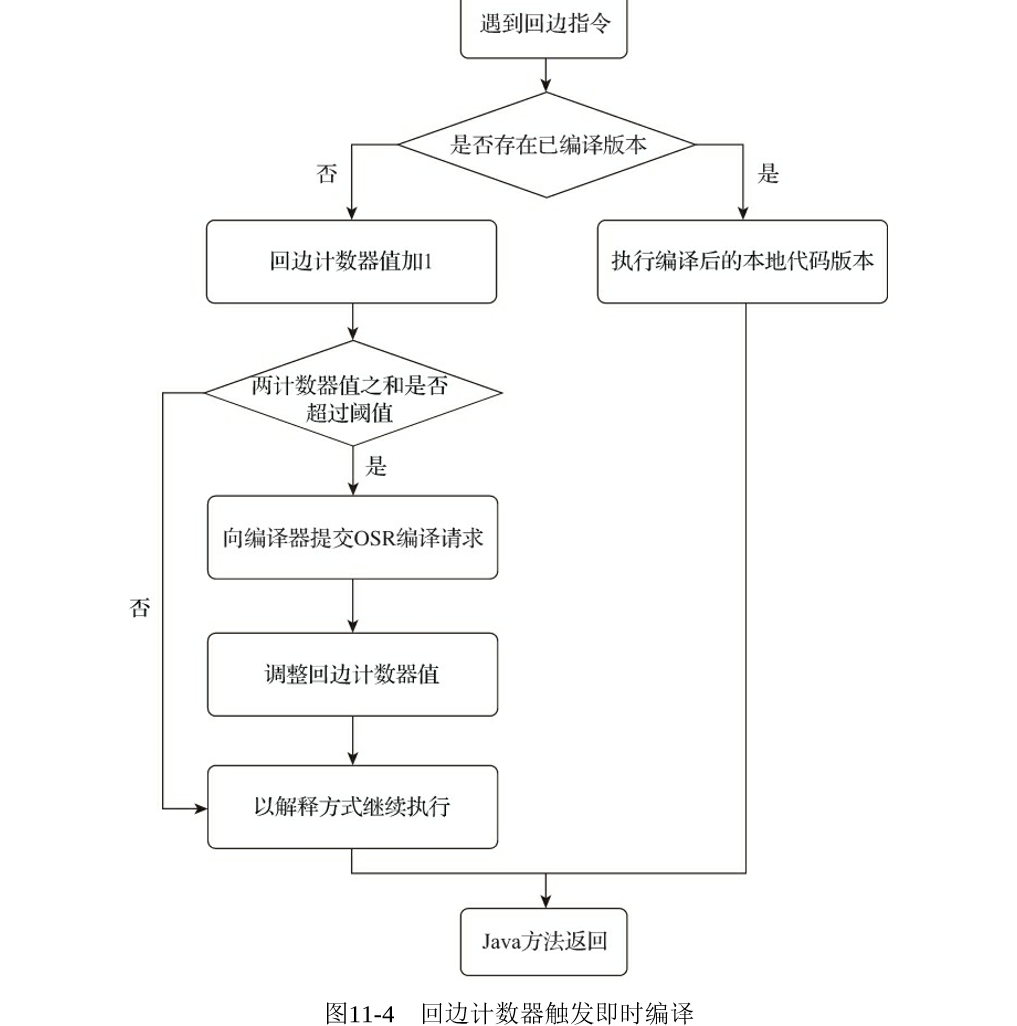 遇到回边指令
是否存在已编译版本
否
是
回边计数器值加1
执行编译后的本地代码版本
两计数器值之和是否
超过阈值
是
向编译器提交OSR编译请求
否
调整回边计数器值
以解释方式继续执行
Java方法返回
图11-4　回边计数器触发即时编译